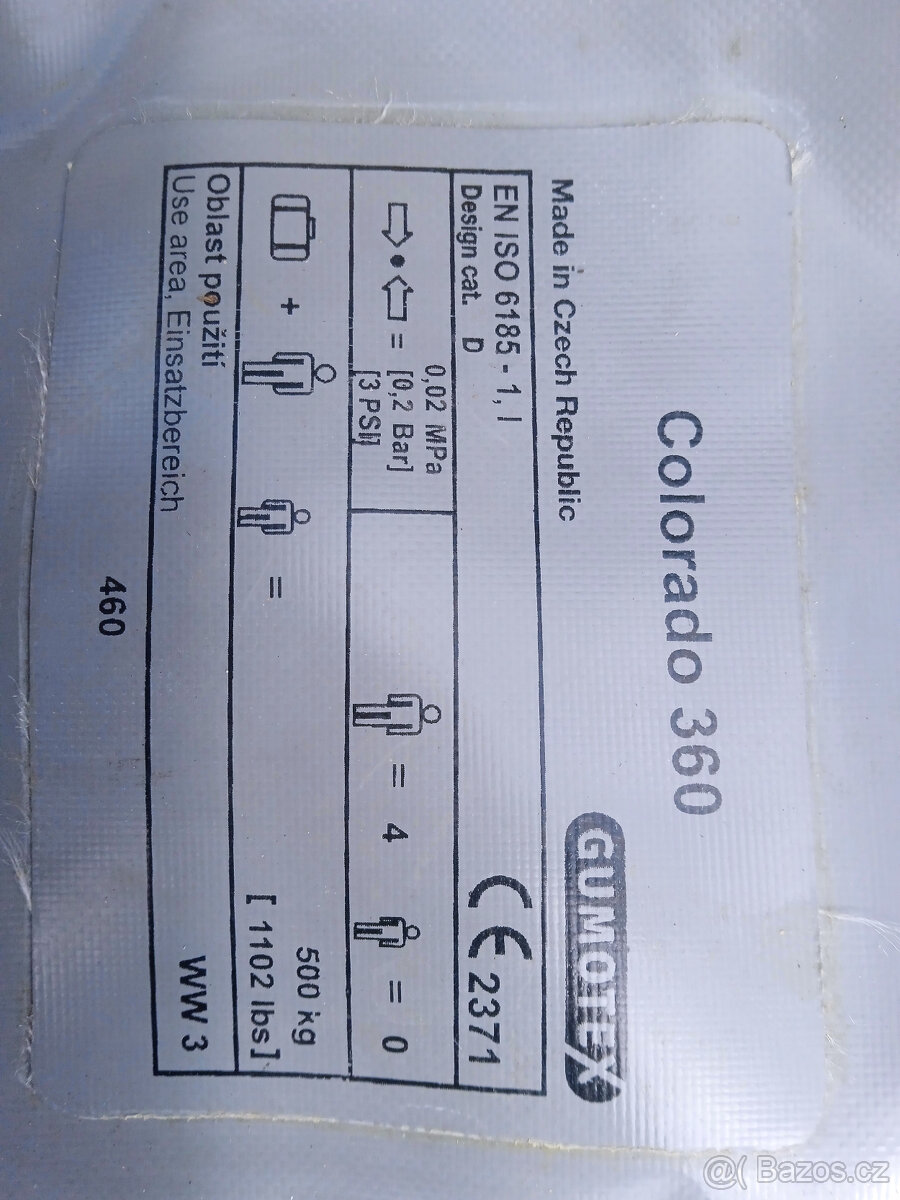 Colorado 360
GUMOTEX
Made in Czech Republic
EN ISO 6185 - 1, I
Design cat. D
CE 2371
0,02 MPa
= [0,2 Bar]
[3 PSI]
= 4 = 0
+ =
500 kg
[ 1102 lbs ]
Oblast použití
Use area, Einsatzbereich
WW 3
460
@( Bazos.cz